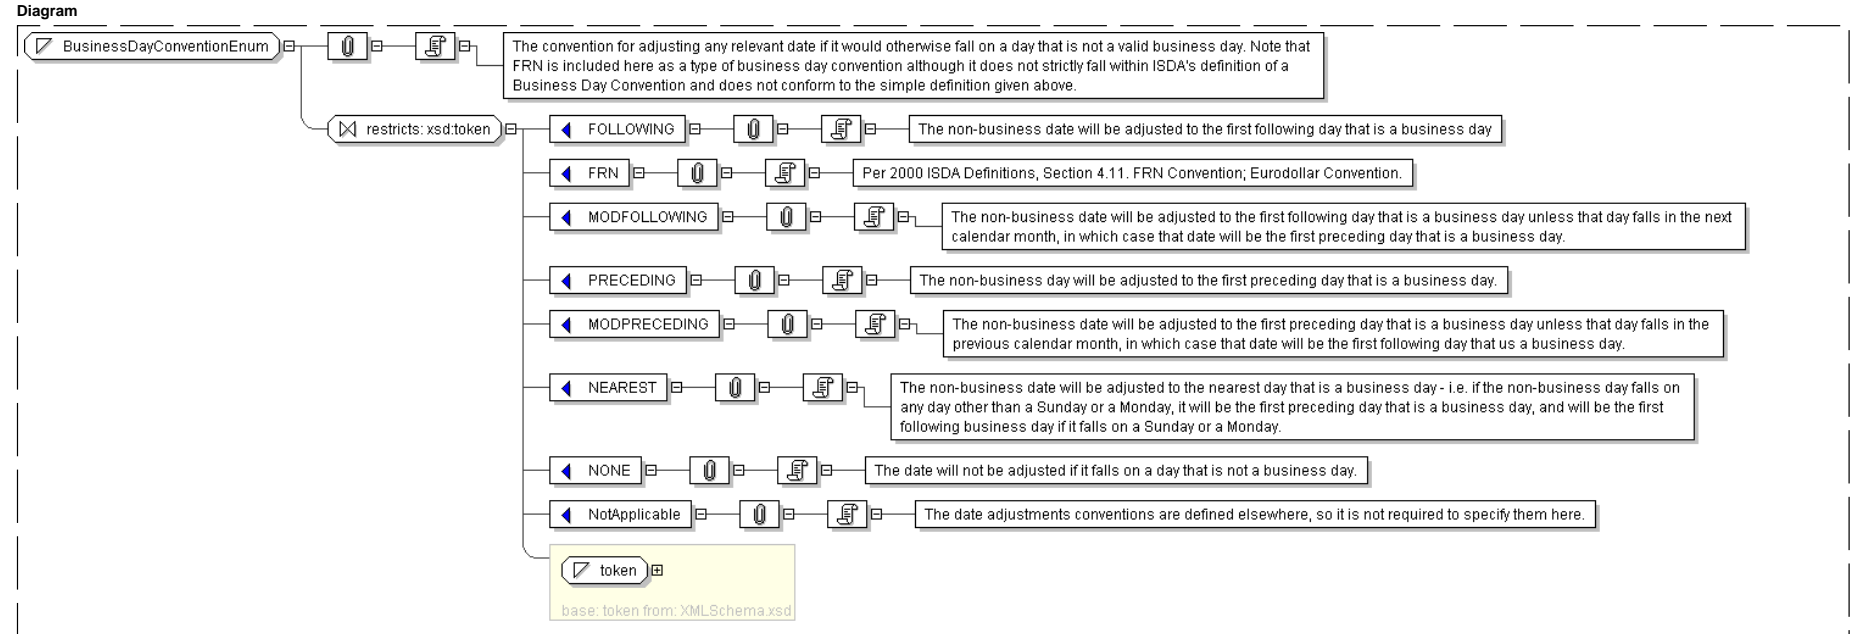 Diagram
BusinessDayConventionEnum
The convention for adjusting any relevant date if it would otherwise fall on a day that is not a valid business day. Note that
FRN is included here as a type of business day convention although it does not strictly fall within ISDA's definition of a
Business Day Convention and does not conform to the simple definition given above.
restricts: xsd:token
FOLLOWING
The non-business date will be adjusted to the first following day that is a business day
FRN
Per 2000 ISDA Definitions, Section 4.11. FRN Convention; Eurodollar Convention.
MODFOLLOWING
The non-business date will be adjusted to the first following day that is a business day unless that day falls in the next
calendar month, in which case that date will be the first preceding day that is a business day.
PRECEDING
The non-business day will be adjusted to the first preceding day that is a business day.
MODPRECEDING
The non-business date will be adjusted to the first preceding day that is a business day unless that day falls in the
previous calendar month, in which case that date will be the first following day that us a business day.
NEAREST
The non-business date will be adjusted to the nearest day that is a business day - i.e. if the non-business day falls on
any day other than a Sunday or a Monday, it will be the first preceding day that is a business day, and will be the first
following business day if it falls on a Sunday or a Monday.
NONE
The date will not be adjusted if it falls on a day that is not a business day.
NotApplicable
The date adjustments conventions are defined elsewhere, so it is not required to specify them here.
token
base: token from: XMLSchema.xsd